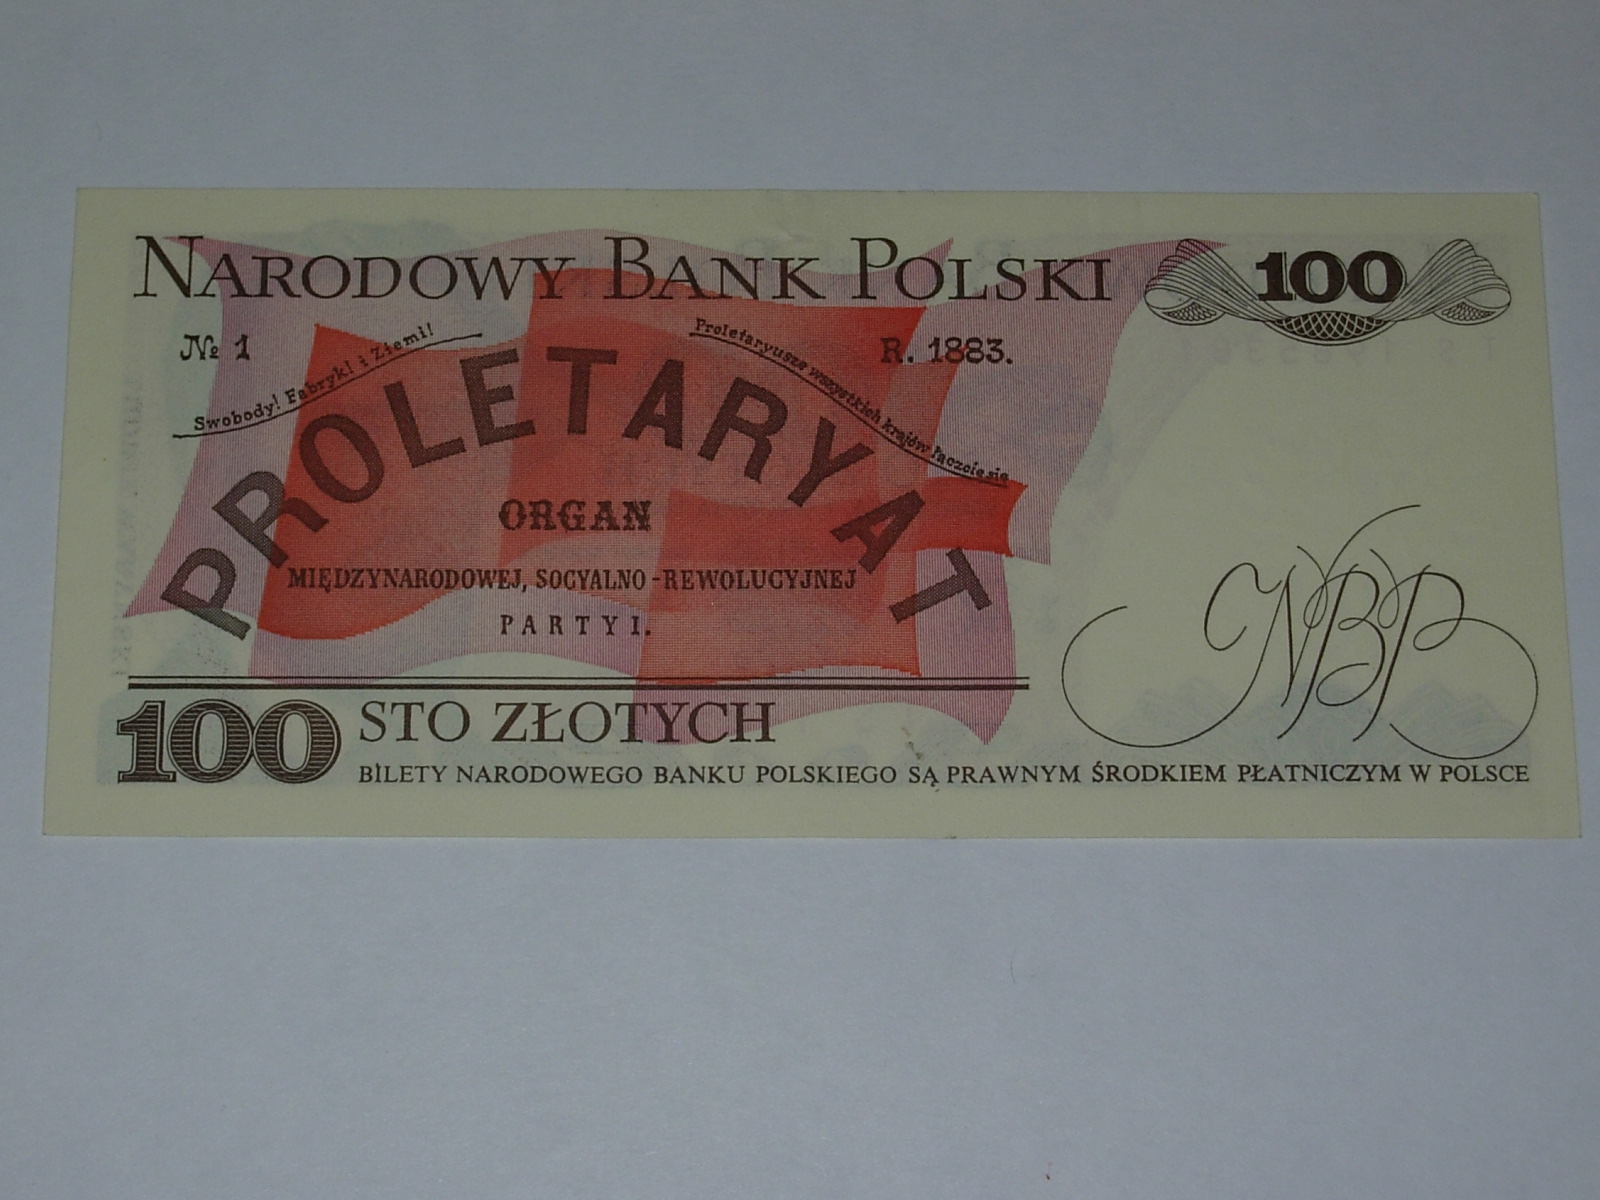 NARODOWY BANK POLSKI
100
№ 1
R. 1883.
Swobody! Fabryk! i Ziemi!
Proletaryusze wszystkich krajów łączcie się
PROLETARYAT
ORGAN
MIĘDZYNARODOWEJ, SOCYALNO-REWOLUCYJNEJ
PARTYI.
NBP
100 STO ZŁOTYCH
BILETY NARODOWEGO BANKU POLSKIEGO SĄ PRAWNYM ŚRODKIEM PŁATNICZYM W POLSCE